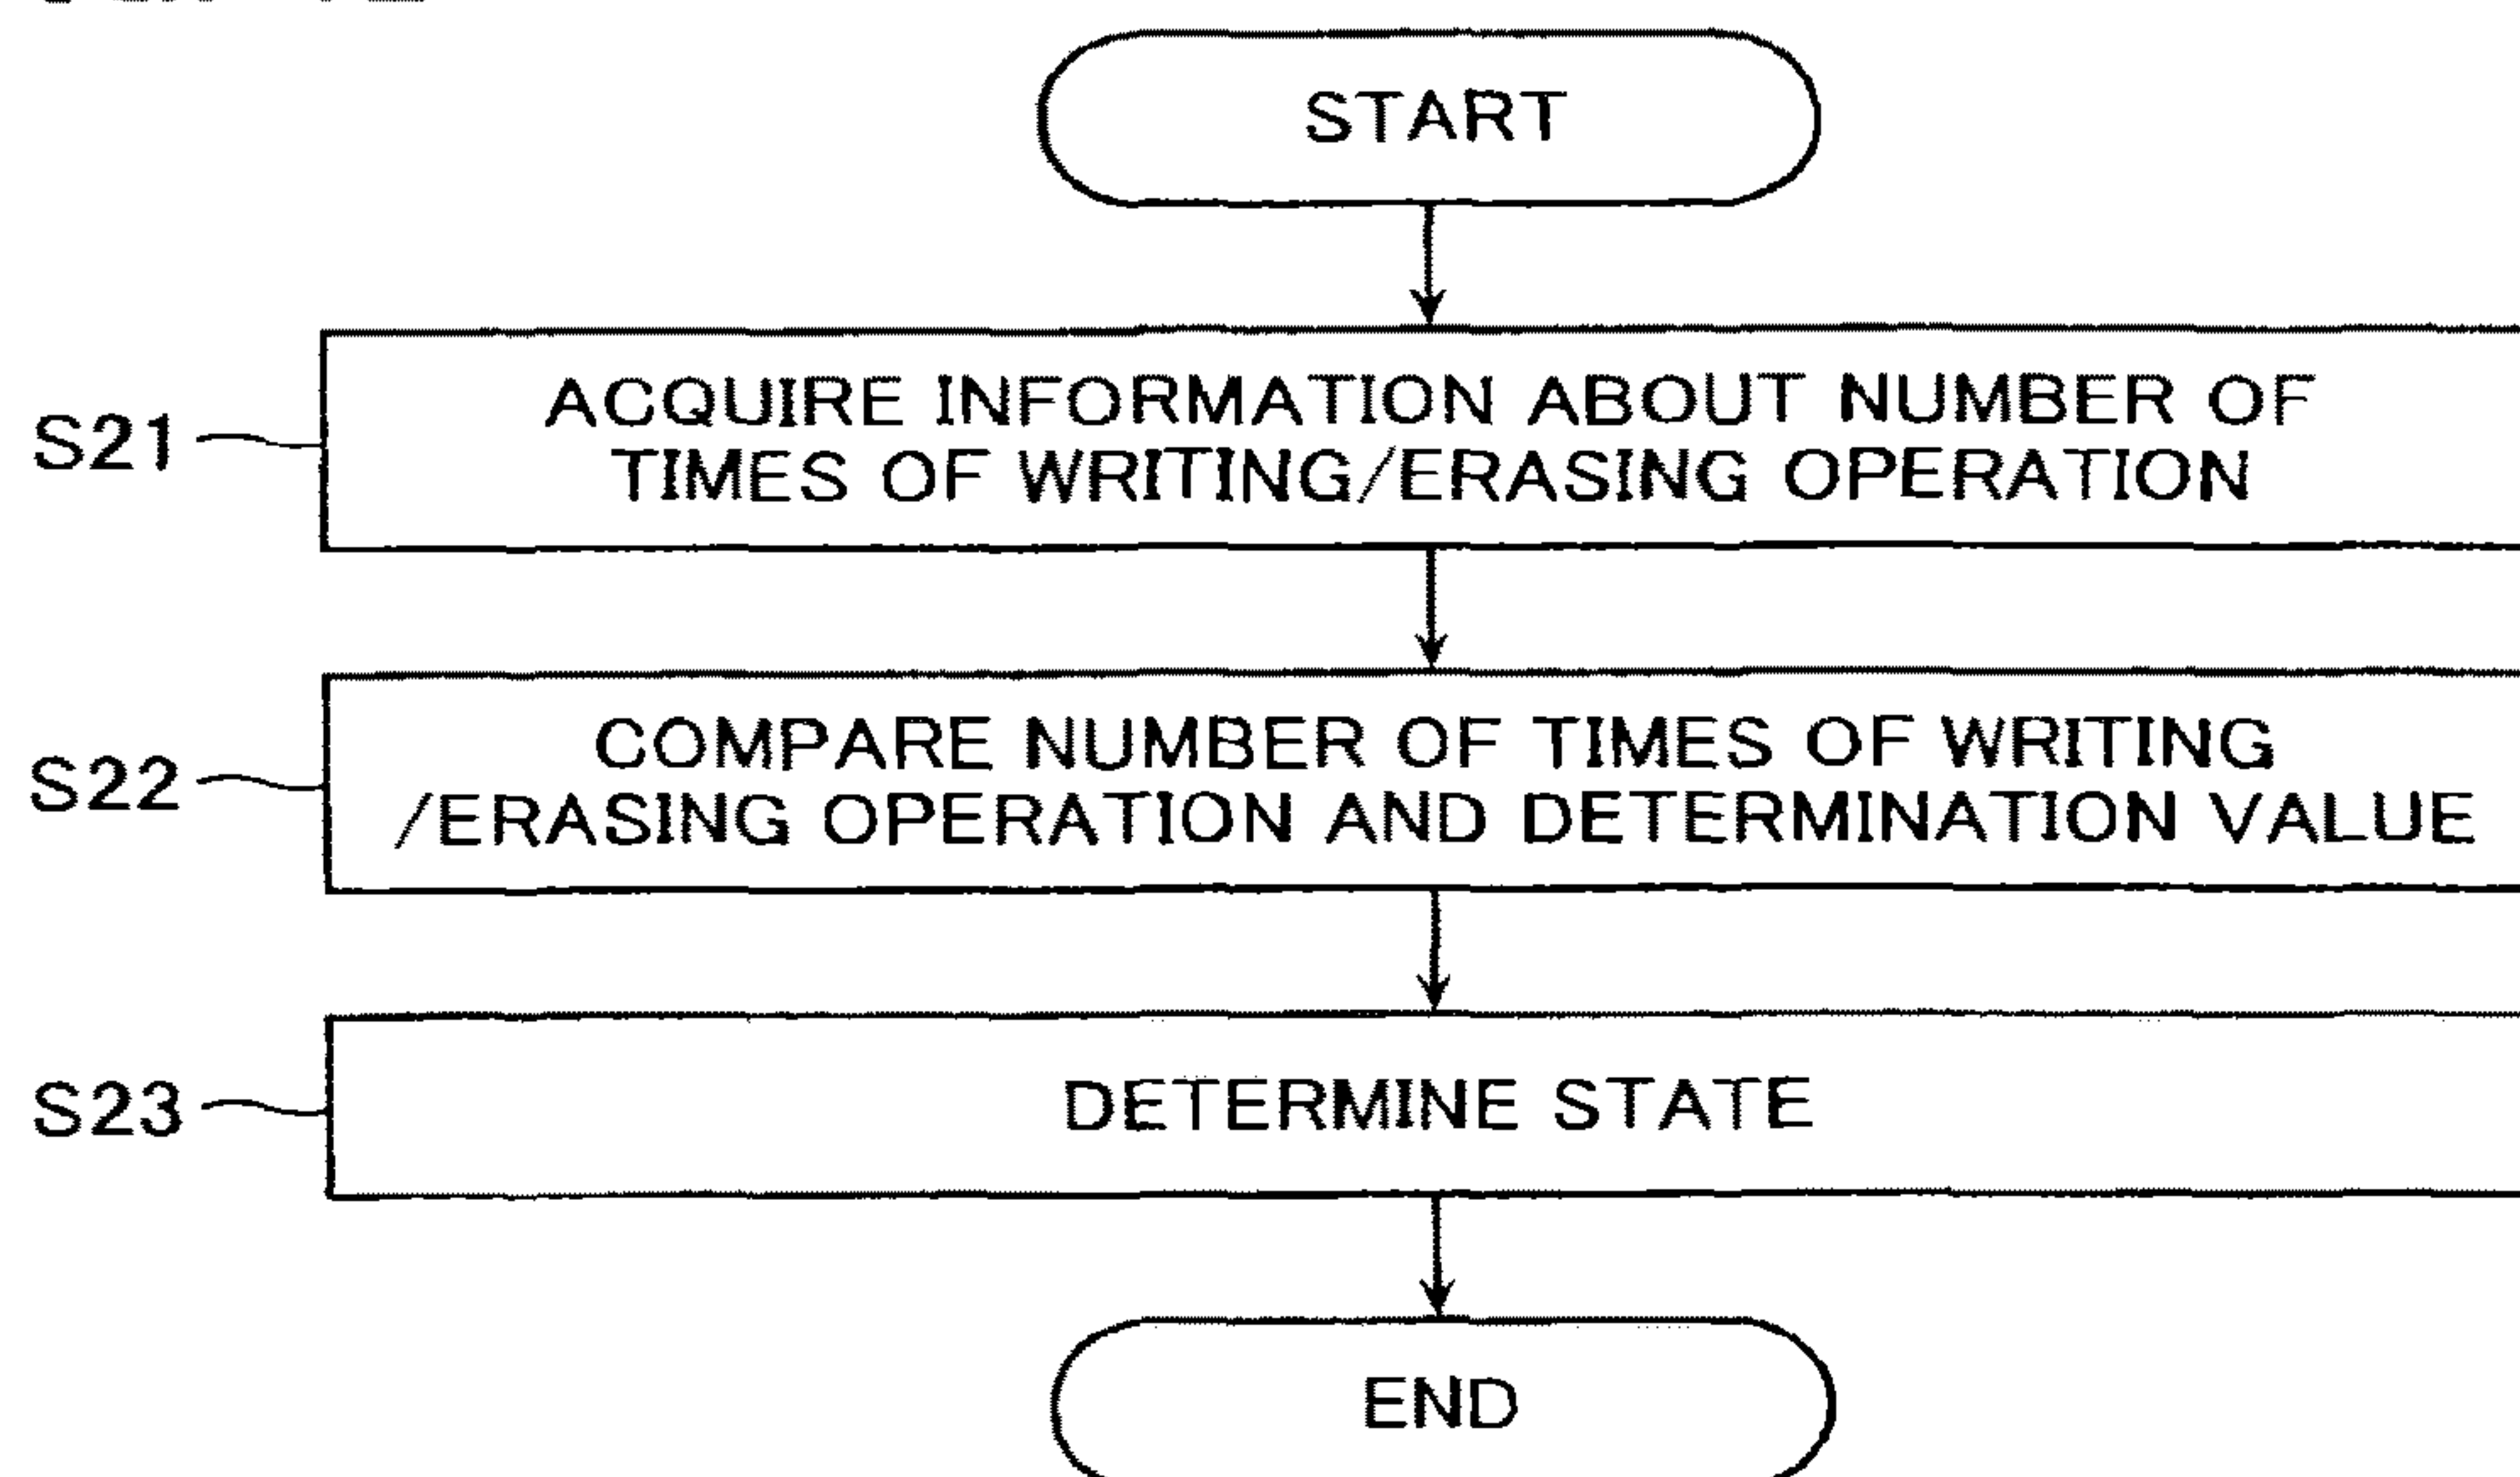 START
S21
ACQUIRE INFORMATION ABOUT NUMBER OF
TIMES OF WRITING/ERASING OPERATION
S22
COMPARE NUMBER OF TIMES OF WRITING
/ERASING OPERATION AND DETERMINATION VALUE
S23
DETERMINE STATE
END